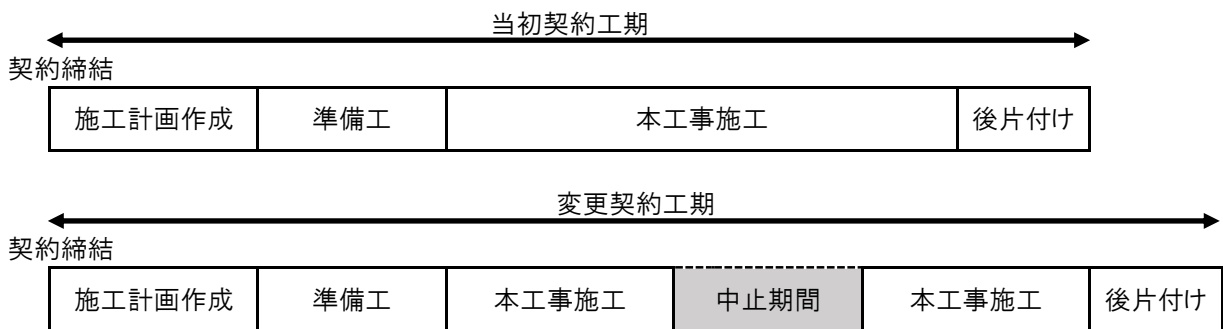 当初契約工期
契約締結
施工計画作成 準備工 本工事施工 後片付け
変更契約工期
契約締結
施工計画作成 準備工 本工事施工 中止期間 本工事施工 後片付け